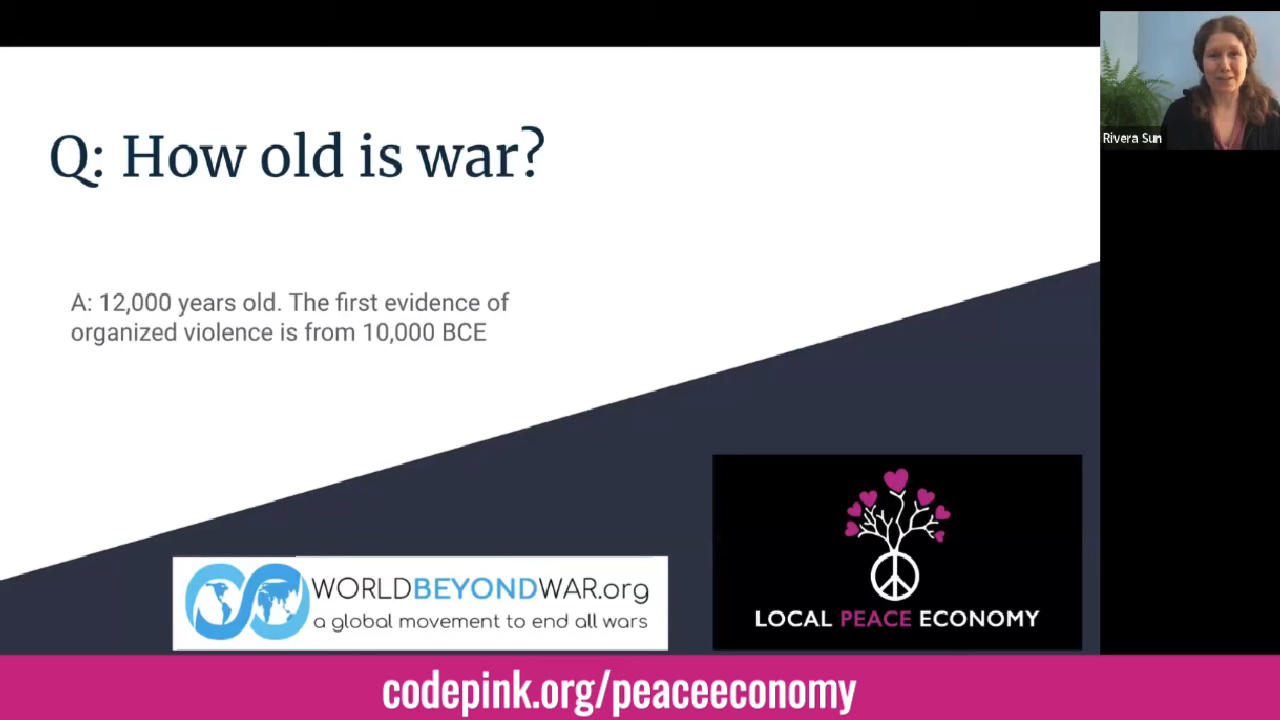 Q: How old is war?
Rivera Sun
A: 12,000 years old. The first evidence of
organized violence is from 10,000 BCE
WORLDBEYONDWAR.org
a global movement to end all wars
LOCAL PEACE ECONOMY
codepink.org/peaceeconomy